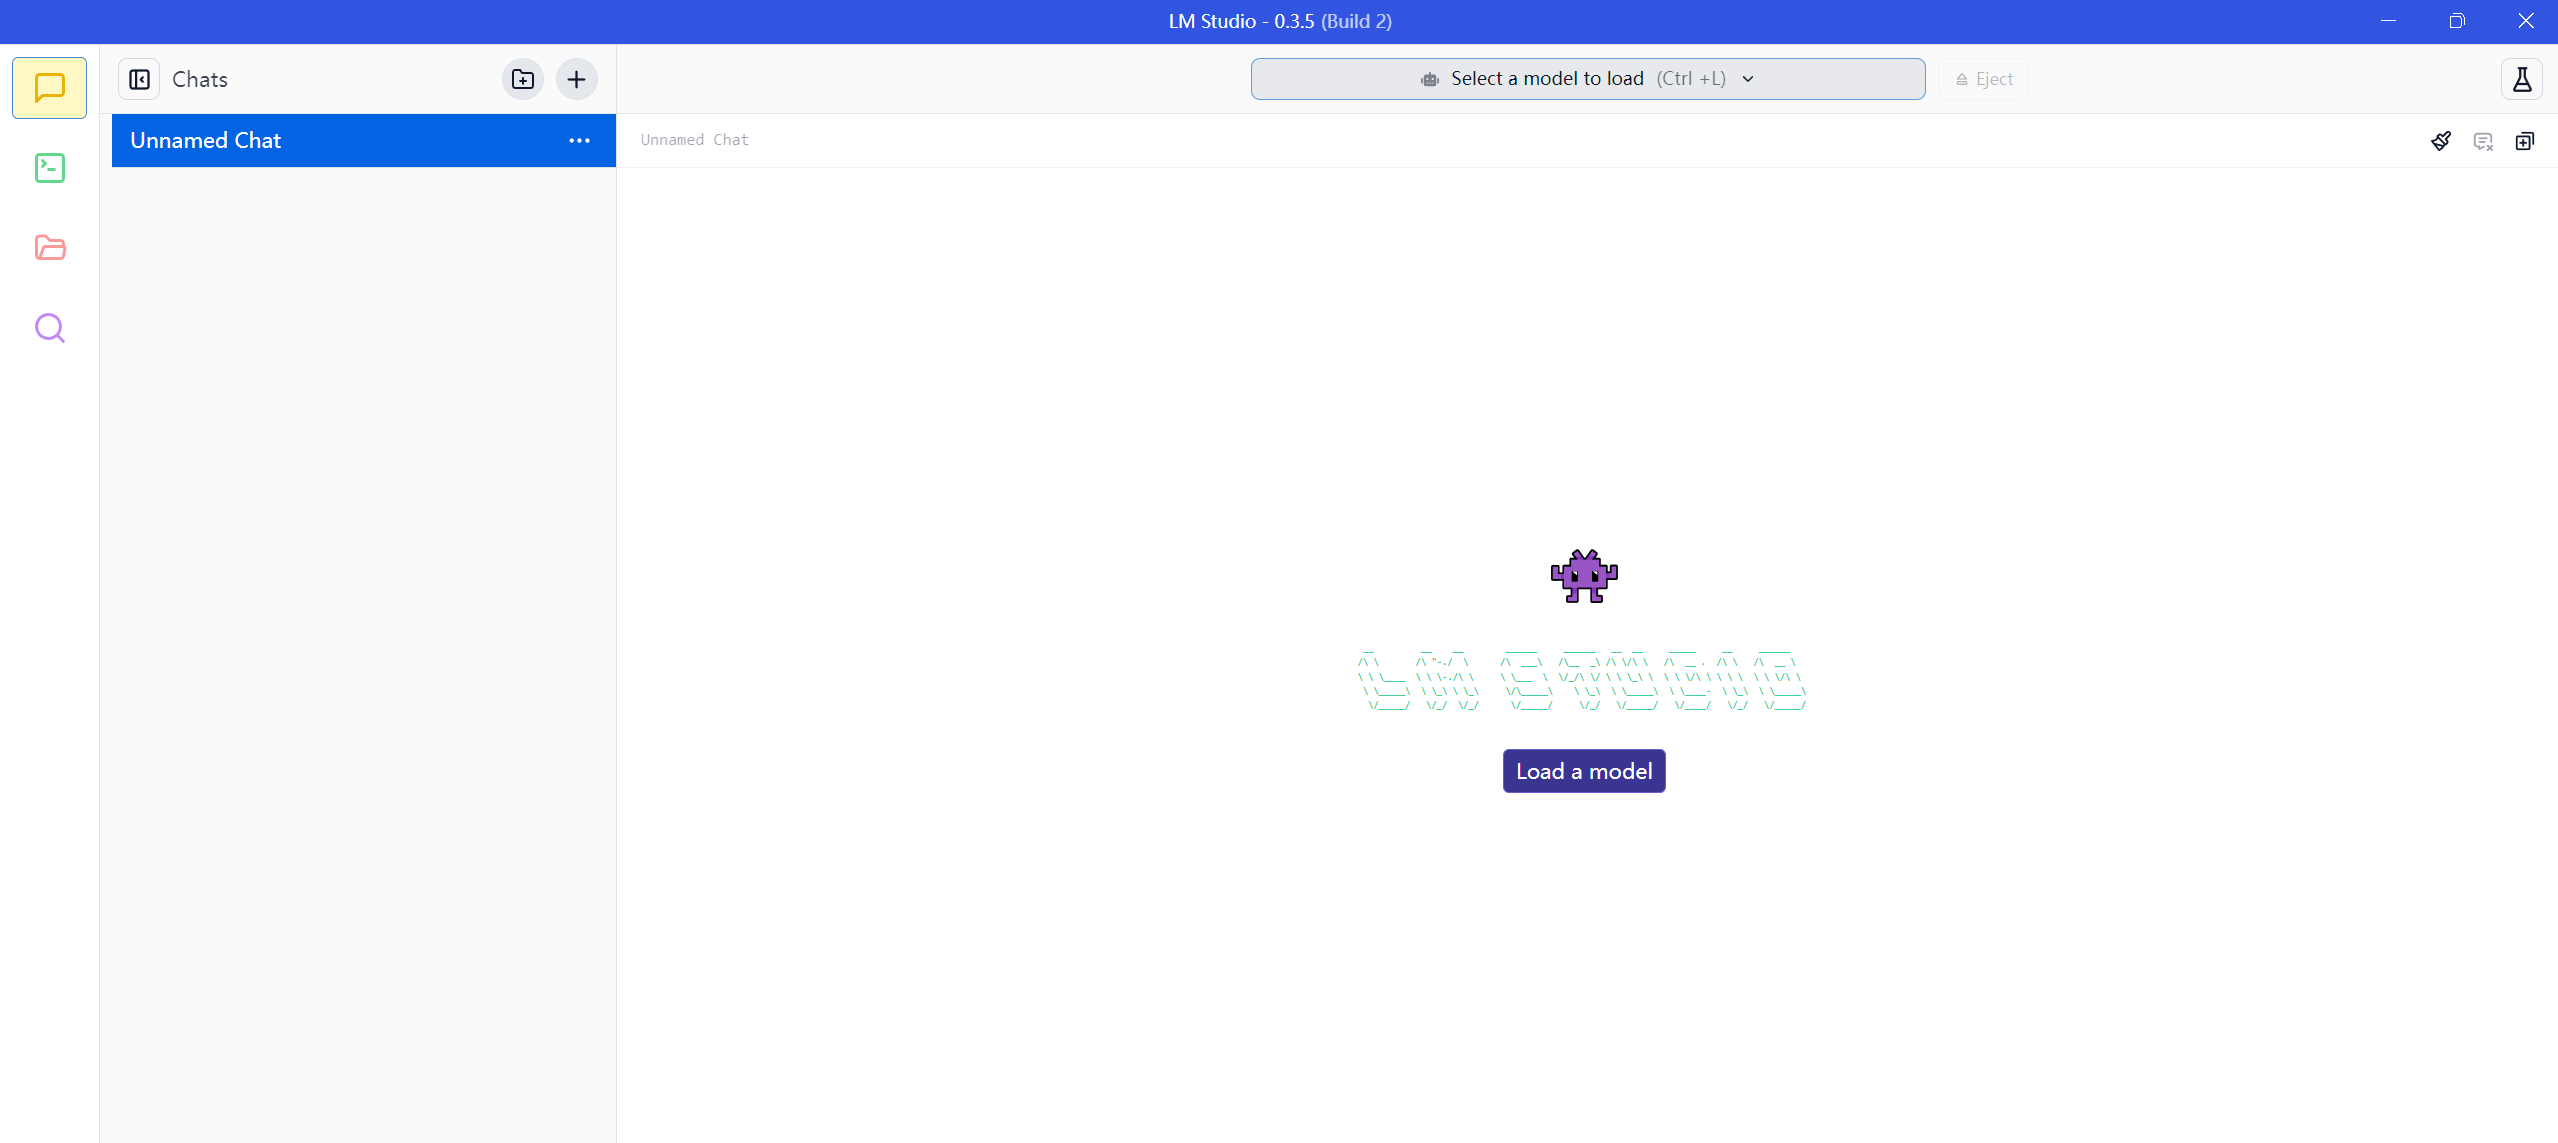 LM Studio - 0.3.5 (Build 2)
Chats
Select a model to load (Ctrl +L)
Eject
Unnamed Chat
Unnamed Chat
LM STUDIO
Load a model